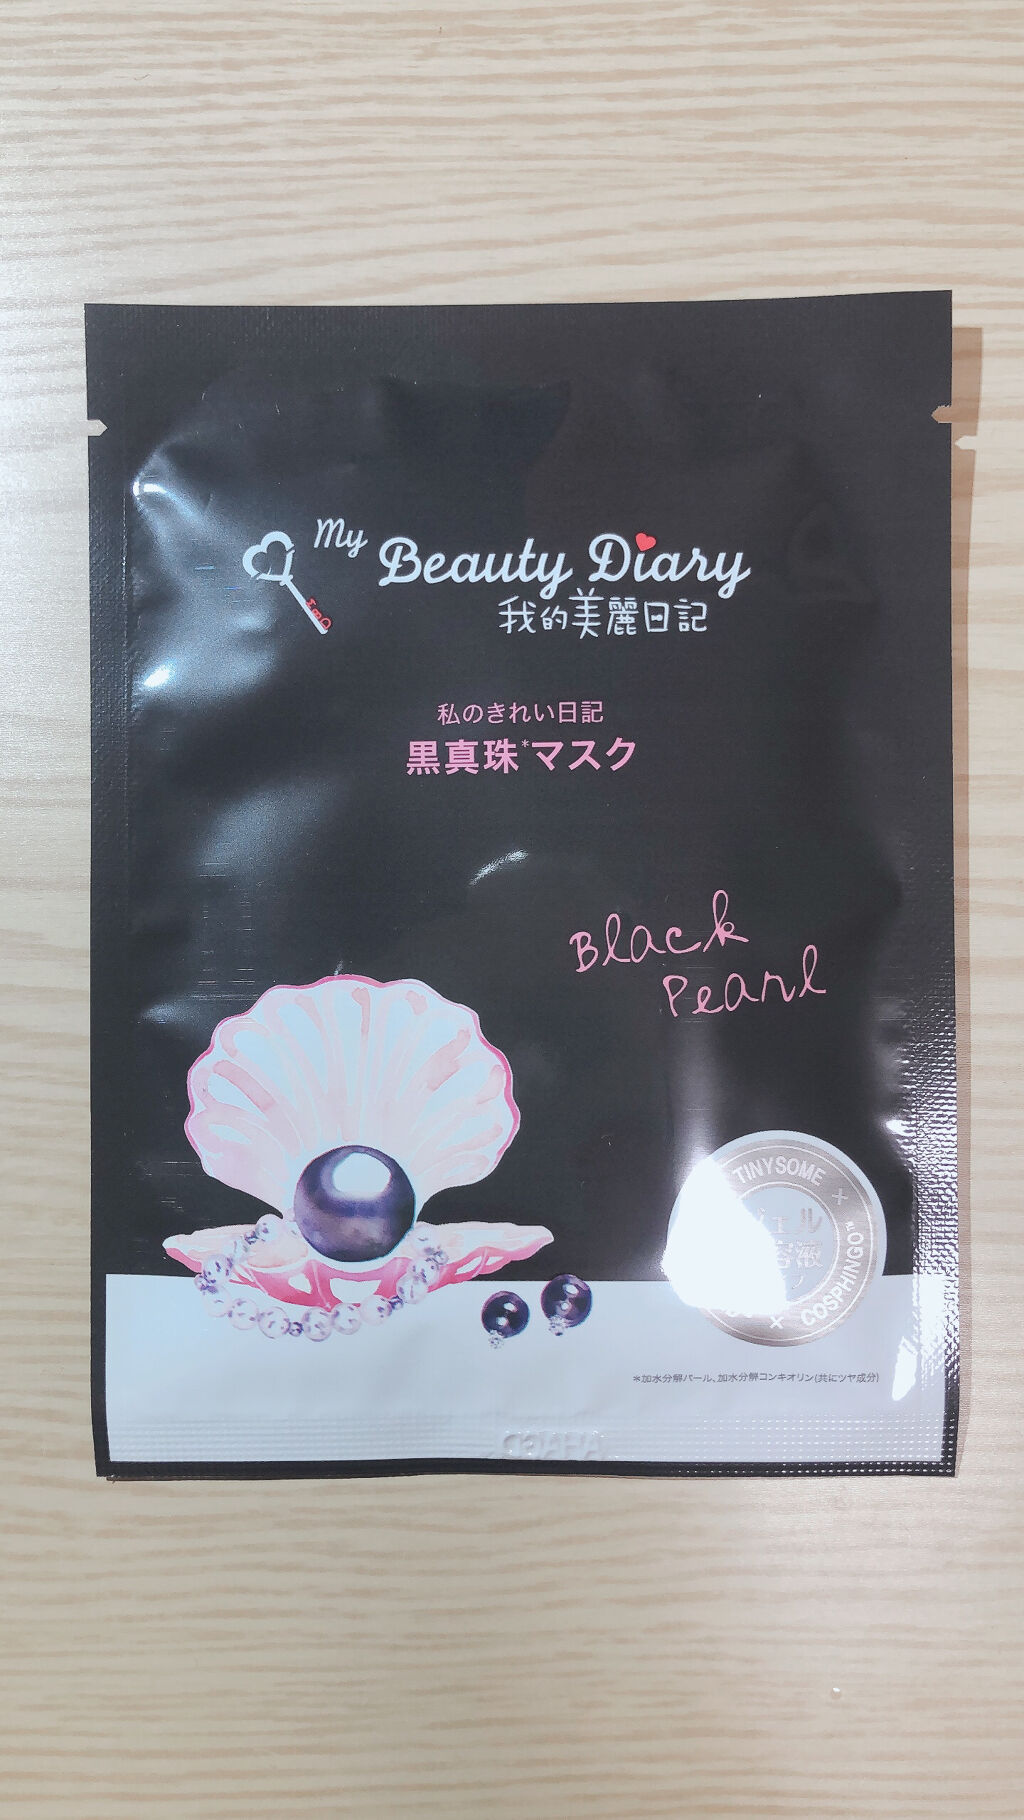 My Beauty Diary
我的美麗日記
私のきれい日記
黒真珠*マスク
Black
Pearl
TINYSOME
COSPHINGO™
*加水分解パール、加水分解コンキオリン(共にツヤ成分)